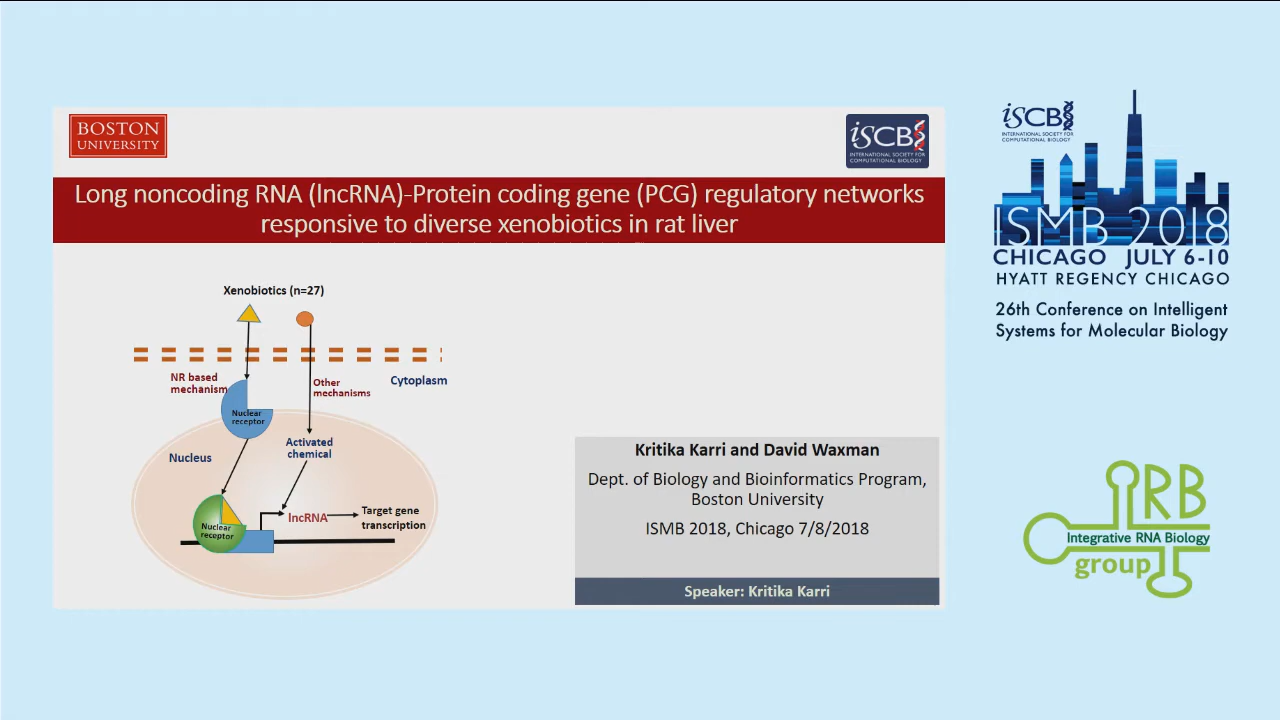 BOSTON
UNIVERSITY
iSCB
INTERNATIONAL SOCIETY FOR
COMPUTATIONAL BIOLOGY
Long noncoding RNA (lncRNA)-Protein coding gene (PCG) regulatory networks
responsive to diverse xenobiotics in rat liver
Xenobiotics (n=27)
NR based
mechanism
Other
mechanisms
Cytoplasm
Nuclear
receptor
Nucleus
Activated
chemical
Nuclear
receptor
lncRNA
Target gene
transcription
Kritika Karri and David Waxman
Dept. of Biology and Bioinformatics Program,
Boston University
ISMB 2018, Chicago 7/8/2018
Speaker: Kritika Karri
iSCB
INTERNATIONAL SOCIETY FOR
COMPUTATIONAL BIOLOGY
ISMB 2018
CHICAGO JULY 6-10
HYATT REGENCY CHICAGO
26th Conference on Intelligent
Systems for Molecular Biology
iRB
Integrative RNA Biology
group